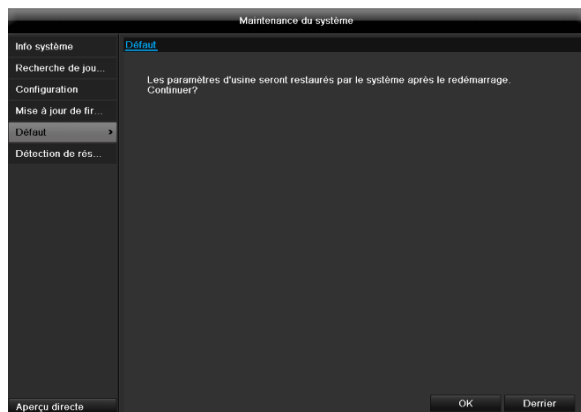 Maintenance du système
Info système
Recherche de jou...
Configuration
Mise à jour de fir...
Défaut >
Détection de rés...
Aperçu directe
Défaut
Les paramètres d'usine seront restaurés par le système après le redémarrage.
Continuer?
OK
Derrier